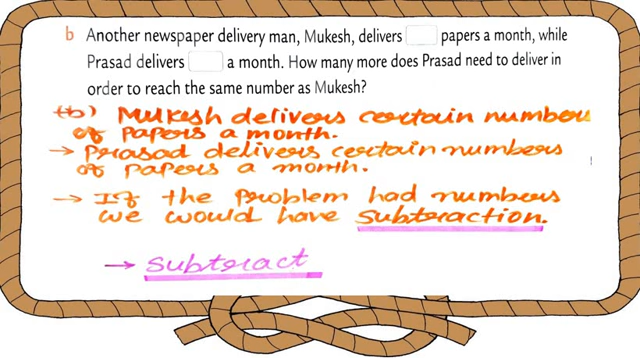 b Another newspaper delivery man, Mukesh, delivers papers a month, while
Prasad delivers a month. How many more does Prasad need to deliver in
order to reach the same number as Mukesh?
(b) Mukesh delivers certain number
of papers a month.
→ Prasad delivers certain numbers
of papers a month.
→ If the problem had numbers
we would have subtraction.
→ Subtract